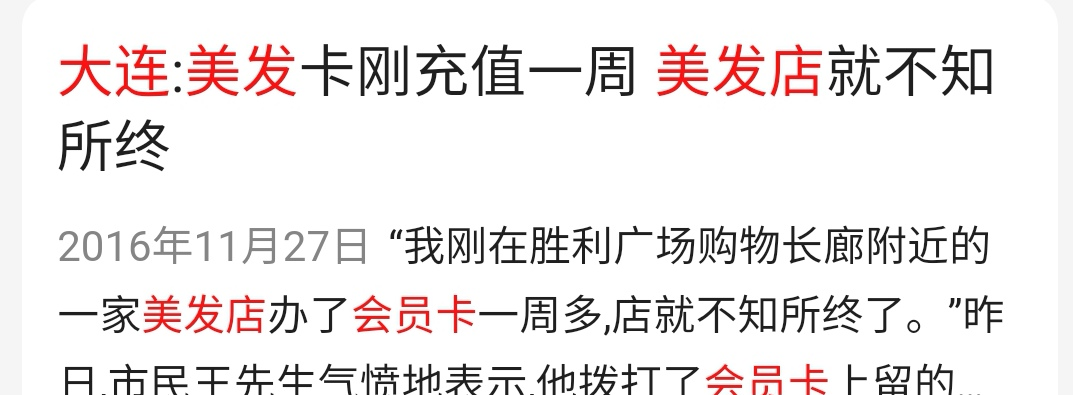 大连:美发卡刚充值一周 美发店就不知
所终
2016年11月27日 “我刚在胜利广场购物长廊附近的
一家美发店办了会员卡一周多,店就不知所终了。”昨
日,市民王先生气愤地表示,他拨打了会员卡上留的...